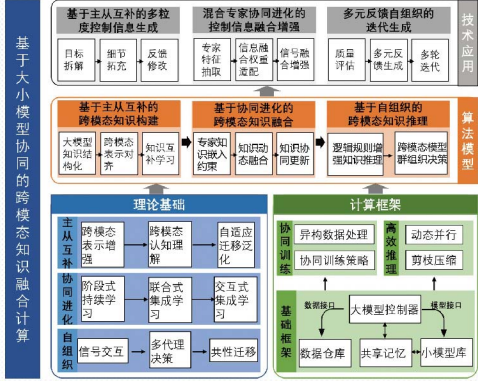 基于大小模型协同的跨模态知识融合计算
基于主从互补的多粒
度控制信息生成
目标
拆解
细节
拓充
反馈
修改
混合专家协同进化的
控制信息融合增强
专家
特征
抽取
信息融
合权重
适配
信号融
合增强
多元反馈自组织的
迭代生成
质量
评估
多元反
馈生成
多轮
迭代
技术应用
基于主从互补的
跨模态知识构建
大模型
知识结
构化
跨模态
表示对
齐
知识互
补学习
基于协同进化的
跨模态知识融合
专家知
识嵌入
约束
知识动
态融合
知识协
同更新
基于自组织的
跨模态知识推理
逻辑规则增
强知识推理
跨模态模型
群组织决策
算法模型
理论基础
主从互补
跨模态
表示增
强
跨模态
认知理
解
自适应
迁移泛
化
协同进化
阶段式
持续学
习
联合式
集成学
习
交互式
集成学
习
自组织
信号交互
多代理
决策
共性迁移
计算框架
协同训练
异构数据处理
协同训练策略
高效推理
动态并行
剪枝压缩
基础框架
数据接口
大模型控制器
模型接口
数据仓库
共享记忆
小模型库